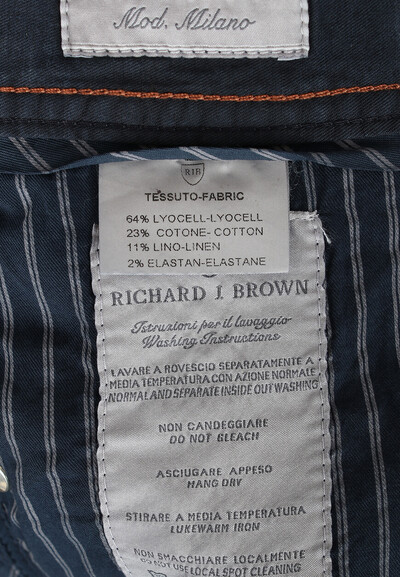 Mod. Milano
RJB
TESSUTO-FABRIC
64% LYOCELL-LYOCELL
23% COTONE- COTTON
11% LINO-LINEN
2% ELASTAN-ELASTANE
RICHARD J. BROWN
Istruzioni per il lavaggio
Washing Instructions
LAVARE A ROVESCIO SEPARATAMENTE A
MEDIA TEMPERATURA CON AZIONE NORMALE
NORMAL AND SEPARATE INSIDE OUT WASHING
NON CANDEGGIARE
DO NOT BLEACH
ASCIUGARE APPESO
HANG DRY
STIRARE A MEDIA TEMPERATURA
LUKEWARM IRON
NON SMACCHIARE LOCALMENTE
DO NOT USE LOCAL SPOT CLEANING